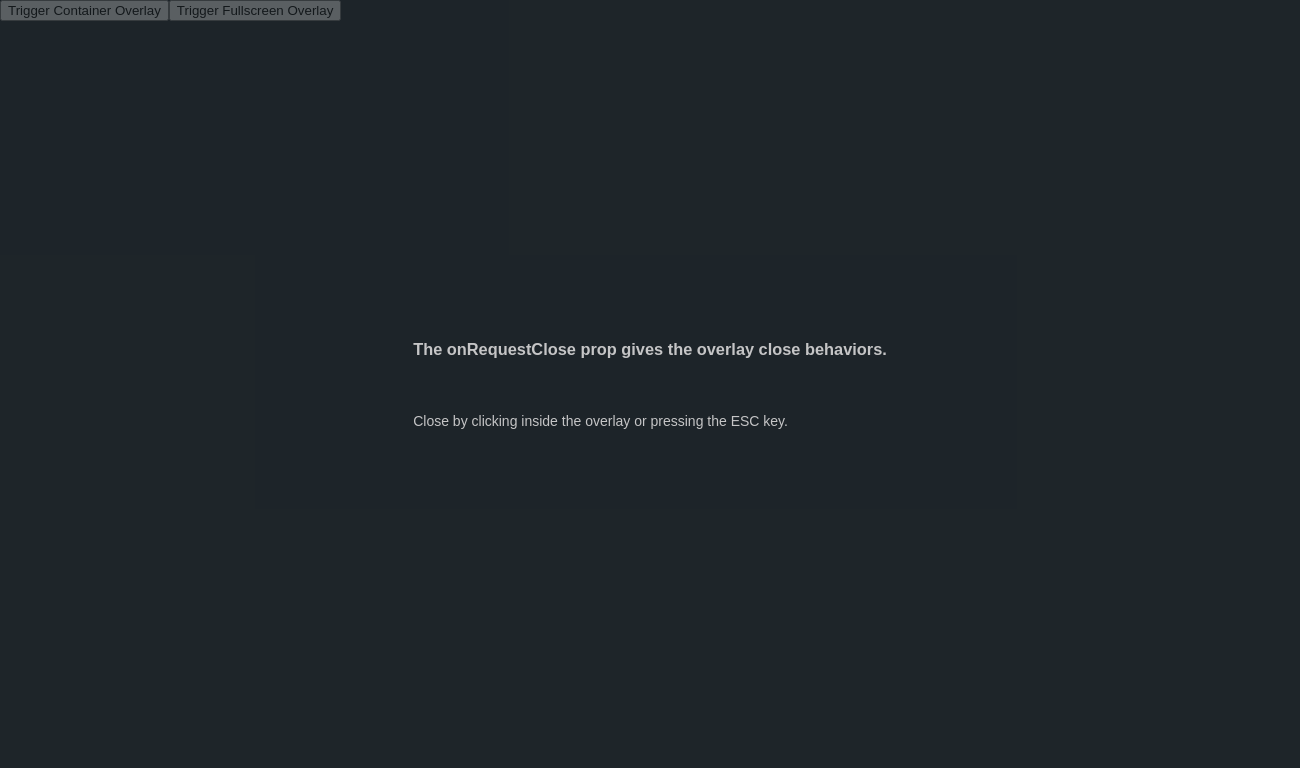 Trigger Container Overlay Trigger Fullscreen Overlay
The onRequestClose prop gives the overlay close behaviors.
Close by clicking inside the overlay or pressing the ESC key.